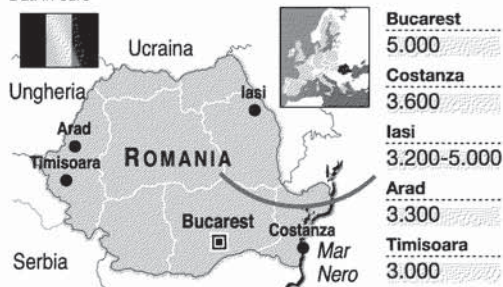 Ucraina
Ungheria
Iasi
Arad
Timisoara
ROMANIA
Bucarest
Costanza
Serbia
Mar
Nero
Bucarest
5.000
Costanza
3.600
Iasi
3.200-5.000
Arad
3.300
Timisoara
3.000